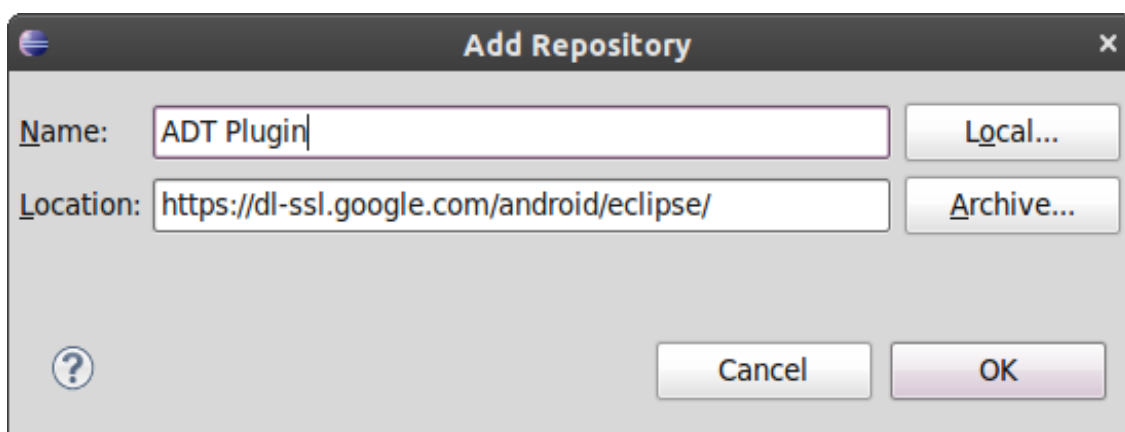 Add Repository
Name: ADT Plugin Local...
Location: https://dl-ssl.google.com/android/eclipse/ Archive...
? Cancel OK